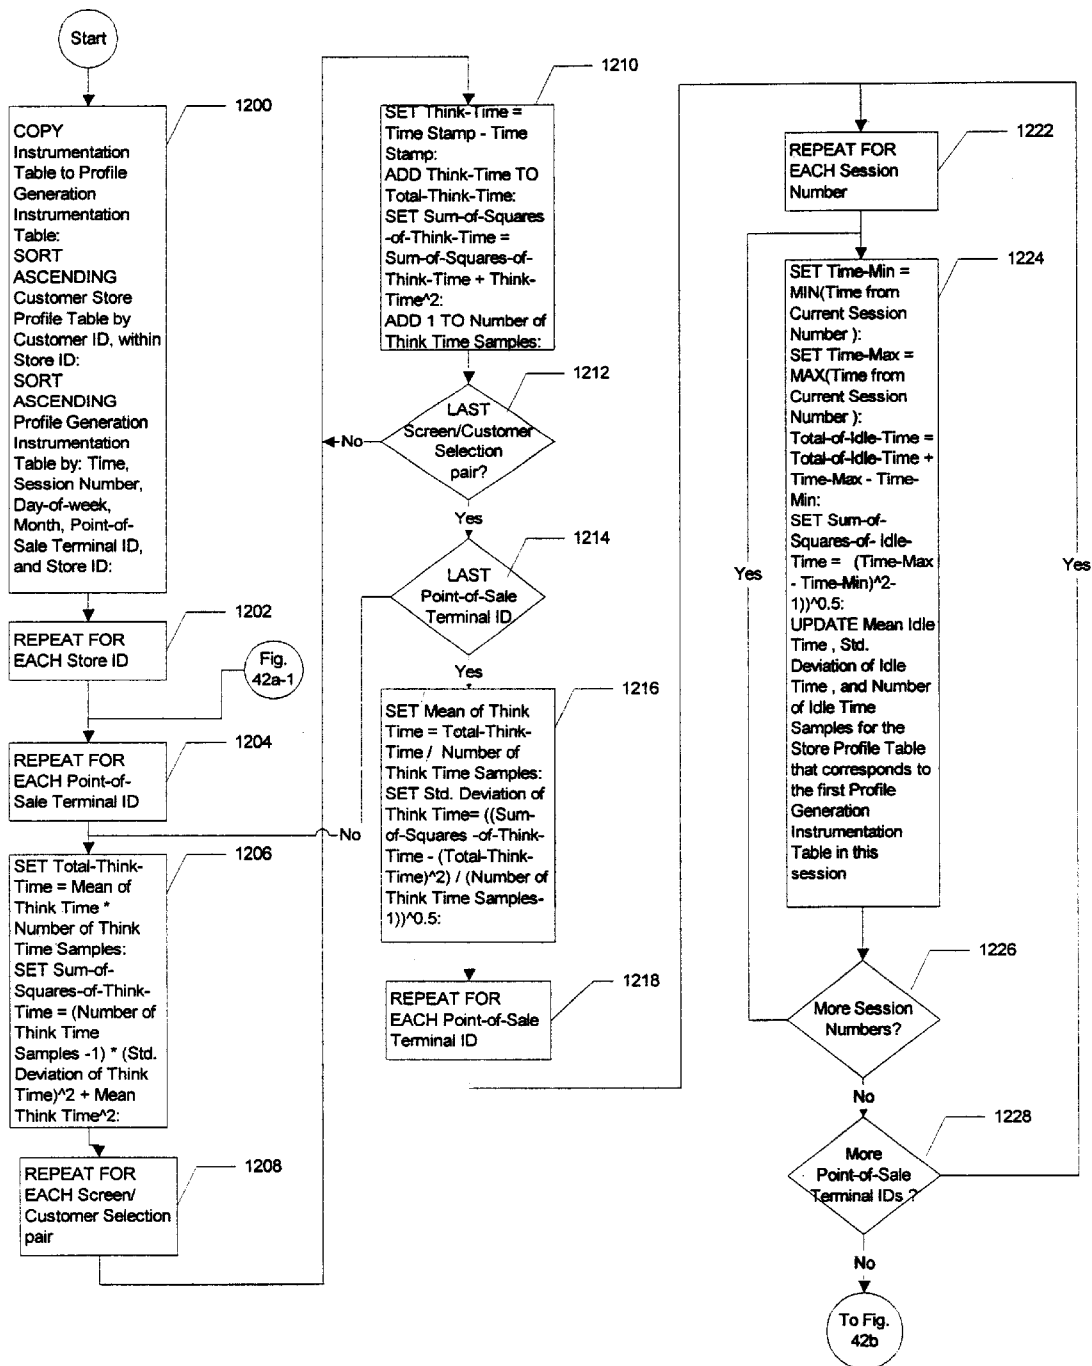 Start
1200
COPY
Instrumentation
Table to Profile
Generation
Instrumentation
Table:
SORT
ASCENDING
Customer Store
Profile Table by
Customer ID, within
Store ID:
SORT
ASCENDING
Profile Generation
Instrumentation
Table by: Time,
Session Number,
Day-of-week,
Month, Point-of-
Sale Terminal ID,
and Store ID:
1202
REPEAT FOR
EACH Store ID
Fig.
42a-1
1204
REPEAT FOR
EACH Point-of-
Sale Terminal ID
1206
SET Total-Think-
Time = Mean of
Think Time *
Number of Think
Time Samples:
SET Sum-of-
Squares-of-Think-
Time = (Number of
Think Time
Samples -1) * (Std.
Deviation of Think
Time)^2 + Mean
Think Time^2:
1208
REPEAT FOR
EACH Screen/
Customer Selection
pair
1210
SET Think-Time =
Time Stamp - Time
Stamp:
ADD Think-Time TO
Total-Think-Time:
SET Sum-of-Squares
-of-Think-Time =
Sum-of-Squares-of-
Think-Time + Think-
Time^2:
ADD 1 TO Number of
Think Time Samples:
1212
LAST
Screen/Customer
Selection
pair?
No
Yes
1214
LAST
Point-of-Sale
Terminal ID
No
Yes
1216
SET Mean of Think
Time = Total-Think-
Time / Number of
Think Time Samples:
SET Std. Deviation of
Think Time= ((Sum-
of-Squares -of-Think-
Time - (Total-Think-
Time)^2) / (Number of
Think Time Samples-
1))^0.5:
1218
REPEAT FOR
EACH Point-of-Sale
Terminal ID
1222
REPEAT FOR
EACH Session
Number
1224
SET Time-Min =
MIN(Time from
Current Session
Number ):
SET Time-Max =
MAX(Time from
Current Session
Number ):
Total-of-Idle-Time =
Total-of-Idle-Time +
Time-Max - Time-
Min:
SET Sum-of-
Squares-of- Idle-
Time = (Time-Max
- Time-Min)^2-
1))^0.5:
UPDATE Mean Idle
Time , Std.
Deviation of Idle
Time , and Number
of Idle Time
Samples for the
Store Profile Table
that corresponds to
the first Profile
Generation
Instrumentation
Table in this
session
Yes
Yes
1226
More Session
Numbers?
No
1228
More
Point-of-Sale
Terminal IDs ?
No
To Fig.
42b